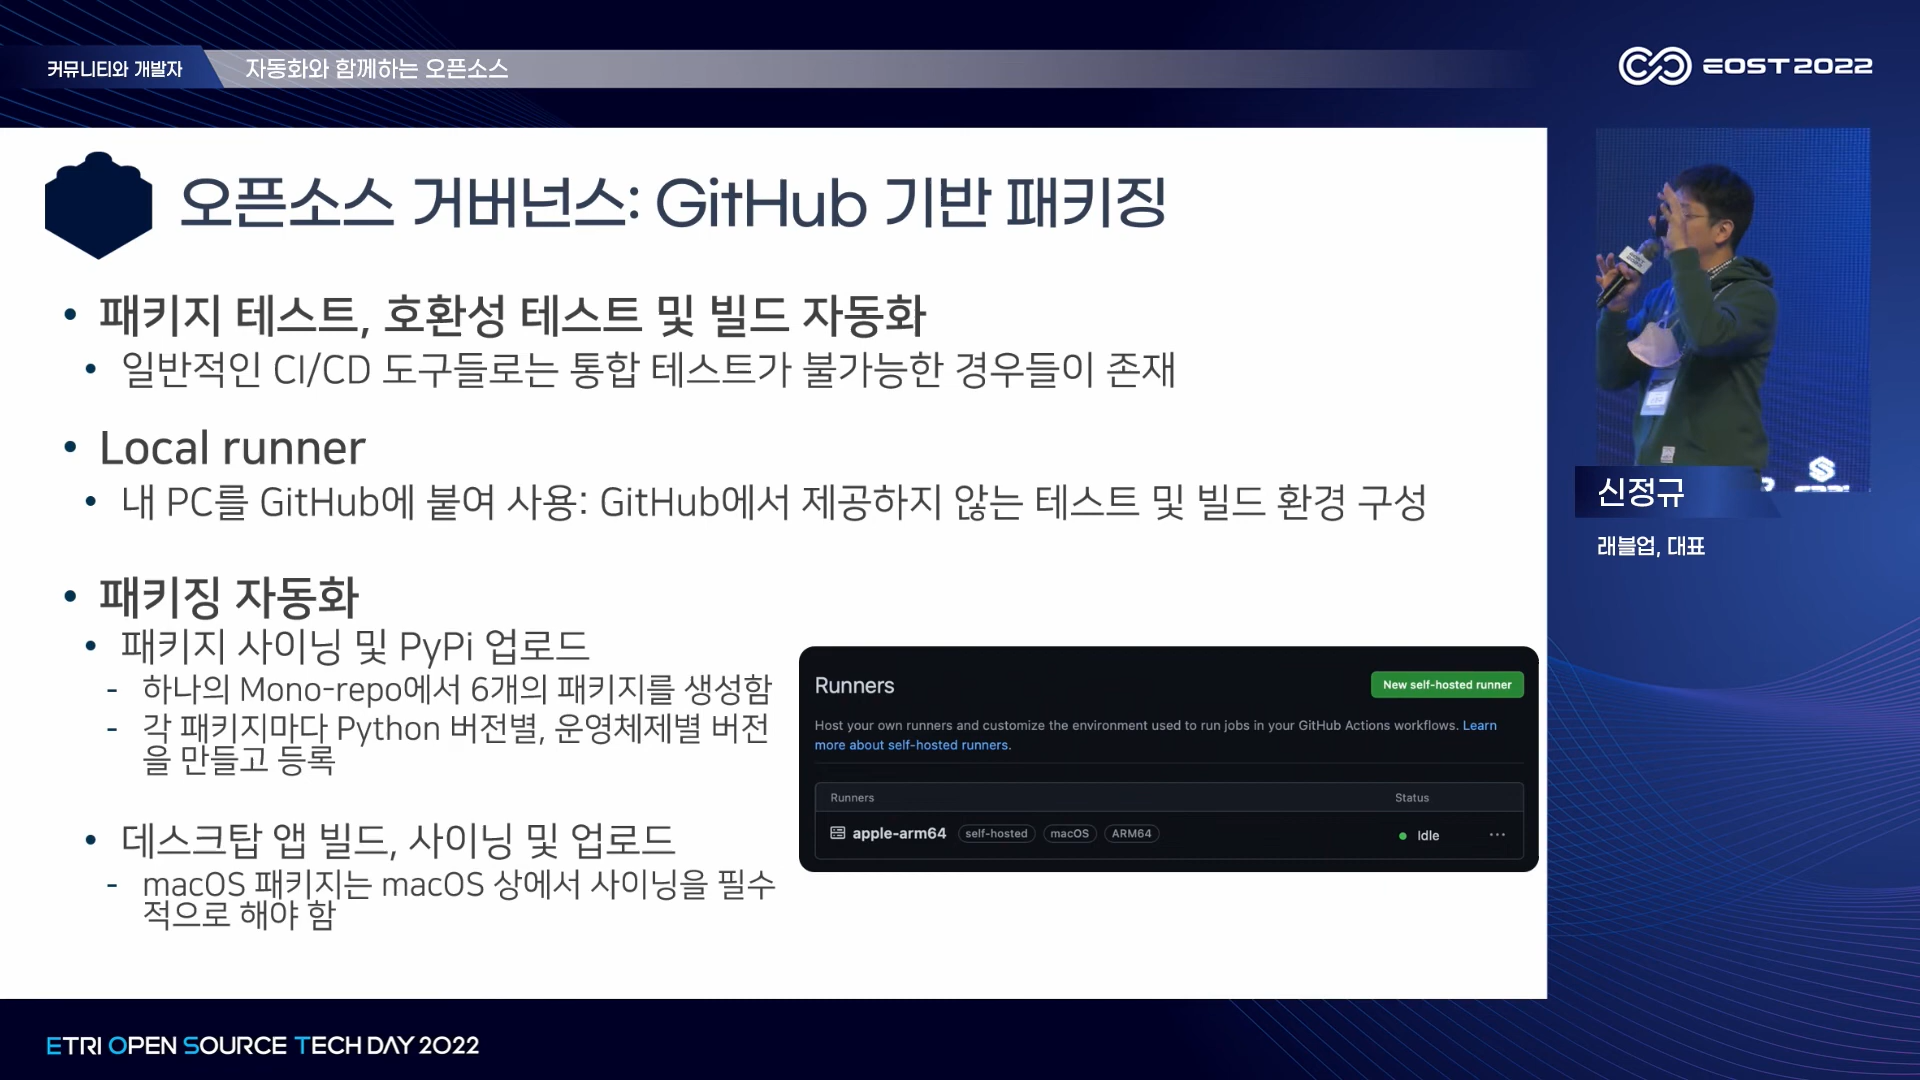 커뮤니티와 개발자
자동화와 함께하는 오픈소스
EOST 2022
오픈소스 거버넌스: GitHub 기반 패키징
• 패키지 테스트, 호환성 테스트 및 빌드 자동화
• 일반적인 CI/CD 도구들로는 통합 테스트가 불가능한 경우들이 존재
• Local runner
• 내 PC를 GitHub에 붙여 사용: GitHub에서 제공하지 않는 테스트 및 빌드 환경 구성
• 패키징 자동화
• 패키지 사이닝 및 PyPi 업로드
- 하나의 Mono-repo에서 6개의 패키지를 생성함
- 각 패키지마다 Python 버전별, 운영체제별 버전
을 만들고 등록
• 데스크탑 앱 빌드, 사이닝 및 업로드
- macOS 패키지는 macOS 상에서 사이닝을 필수
적으로 해야 함
Runners
New self-hosted runner
Host your own runners and customize the environment used to run jobs in your GitHub Actions workflows. Learn
more about self-hosted runners.
Runners Status
apple-arm64 self-hosted macOS ARM64 Idle ···
신정규
래블업, 대표
ETRI OPEN SOURCE TECH DAY 2022